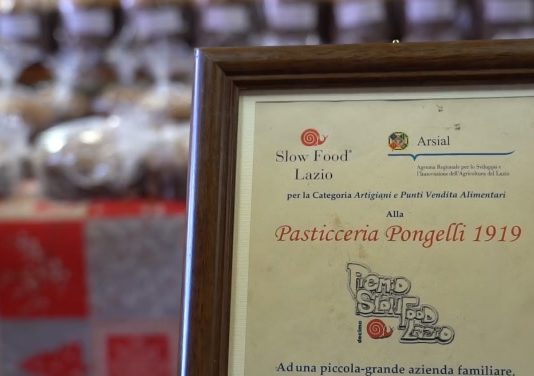 Slow Food®
Lazio
Arsial
Agenzia Regionale per lo Sviluppo e
l'Innovazione dell'Agricoltura del Lazio
per la Categoria Artigiani e Punti Vendita Alimentari
Alla
Pasticceria Pongelli 1919
Premio
Slow Food
Lazio
decimo
Ad una piccola-grande azienda familiare,